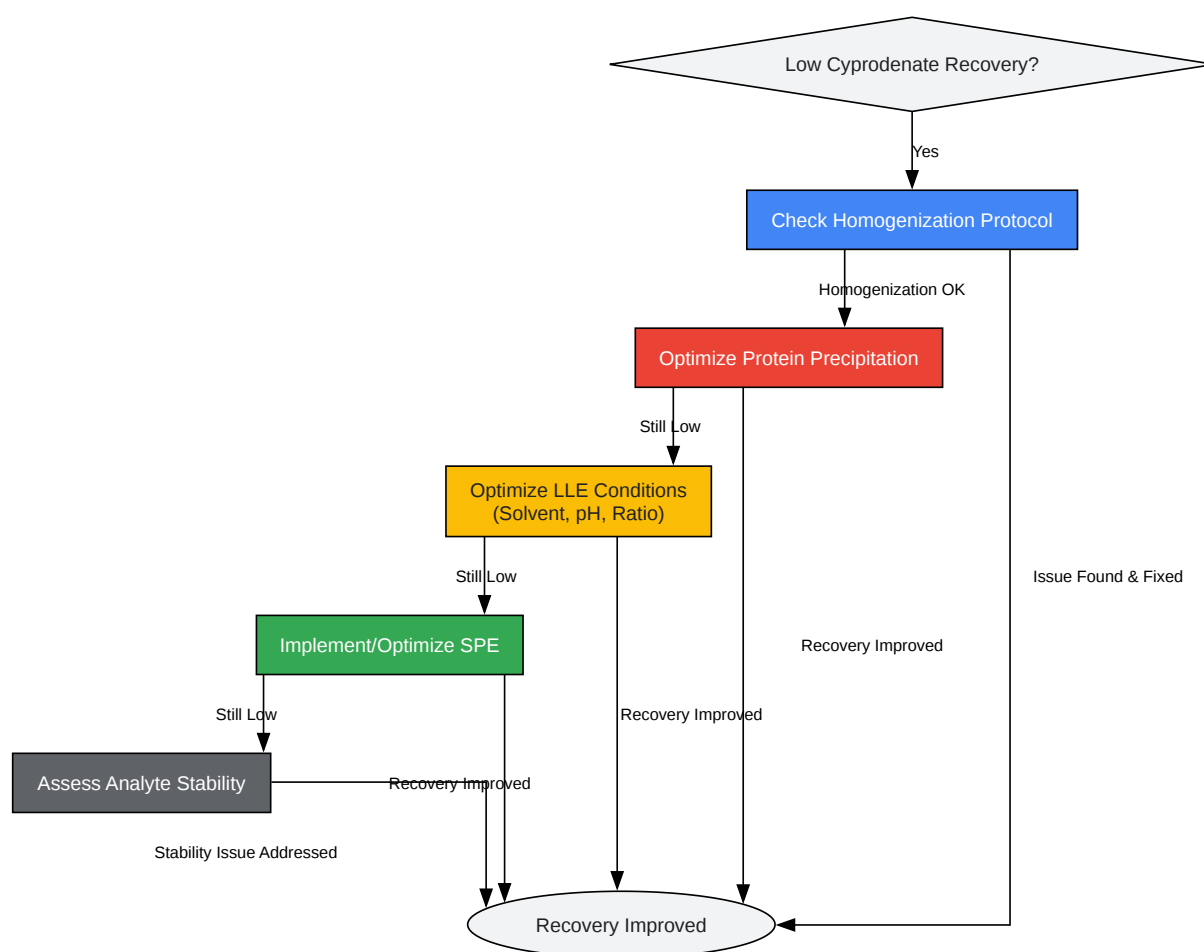 Low Cyprodenate Recovery?
Yes
Check Homogenization Protocol
Homogenization OK
Optimize Protein Precipitation
Still Low
Optimize LLE Conditions
(Solvent, pH, Ratio)
Still Low
Issue Found & Fixed
Implement/Optimize SPE
Recovery Improved
Still Low
Recovery Improved
Assess Analyte Stability
Recovery Improved
Stability Issue Addressed
Recovery Improved